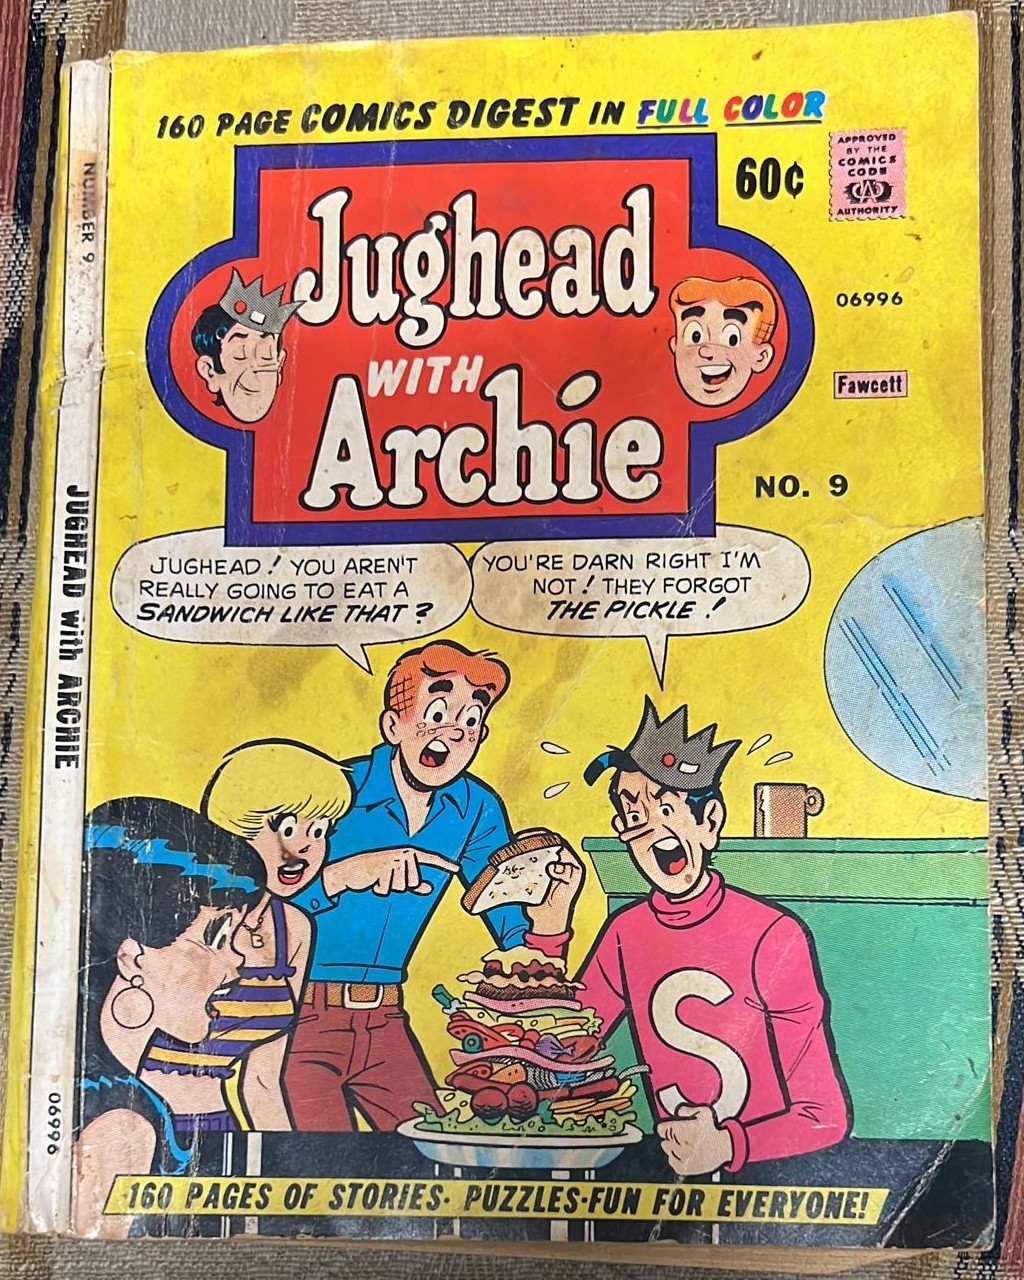 160 PAGE COMICS DIGEST IN FULL COLOR
60¢
APPROVED
BY THE
COMICS
CODE
CA
AUTHORITY
Jughead
WITH
Archie
06996
Fawcett
NO. 9
JUGHEAD! YOU AREN'T
REALLY GOING TO EAT A
SANDWICH LIKE THAT?
YOU'RE DARN RIGHT I'M
NOT! THEY FORGOT
THE PICKLE!
S
B
160 PAGES OF STORIES· PUZZLES·FUN FOR EVERYONE!
NUMBER 9
JUGHEAD with ARCHIE
06996